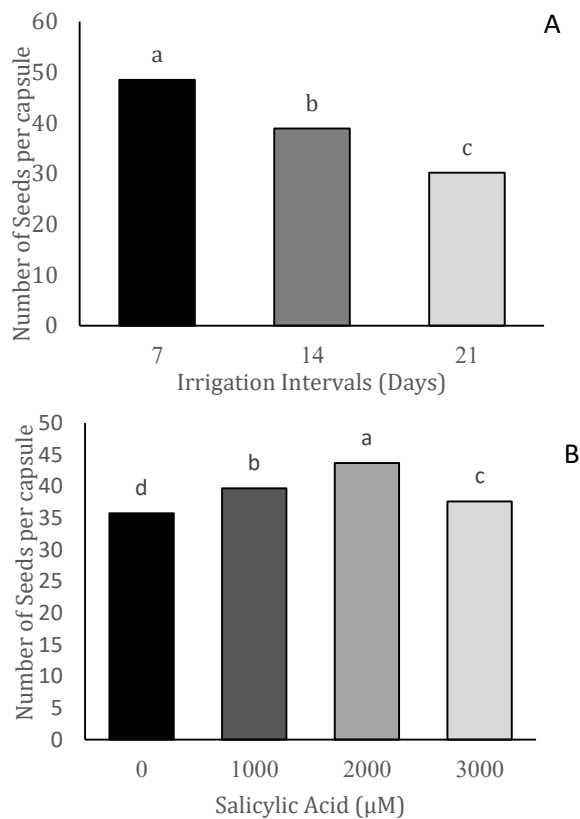 A
Number of Seeds per capsule
60
50
40
30
20
10
0
a
b
c
7 14 21
Irrigation Intervals (Days)
B
Number of Seeds per capsule
50
45
40
35
30
25
20
15
10
5
0
d
b
a
c
0 1000 2000 3000
Salicylic Acid (µM)